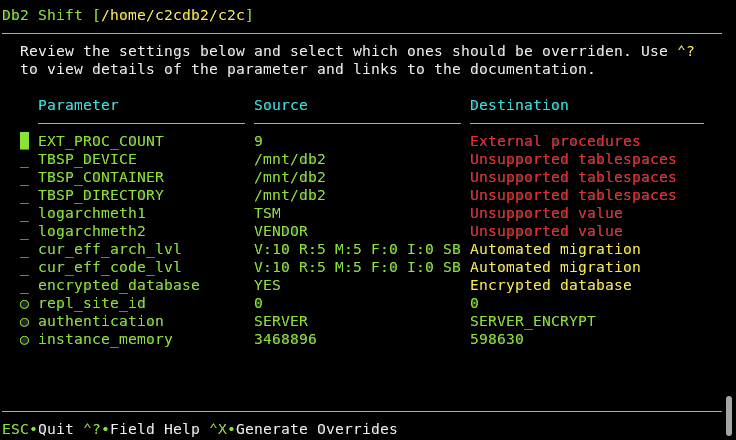 Db2 Shift [/home/c2cdb2/c2c]
Review the settings below and select which ones should be overriden. Use ^?
to view details of the parameter and links to the documentation.
Parameter Source Destination
EXT_PROC_COUNT 9 External procedures
_ TBSP_DEVICE /mnt/db2 Unsupported tablespaces
_ TBSP_CONTAINER /mnt/db2 Unsupported tablespaces
_ TBSP_DIRECTORY /mnt/db2 Unsupported tablespaces
_ logarchmeth1 TSM Unsupported value
_ logarchmeth2 VENDOR Unsupported value
_ cur_eff_arch_lvl V:10 R:5 M:5 F:0 I:0 SB Automated migration
_ cur_eff_code_lvl V:10 R:5 M:5 F:0 I:0 SB Automated migration
_ encrypted_database YES Encrypted database
○ repl_site_id 0 0
○ authentication SERVER SERVER_ENCRYPT
○ instance_memory 3468896 598630
ESC•Quit ^?•Field Help ^X•Generate Overrides